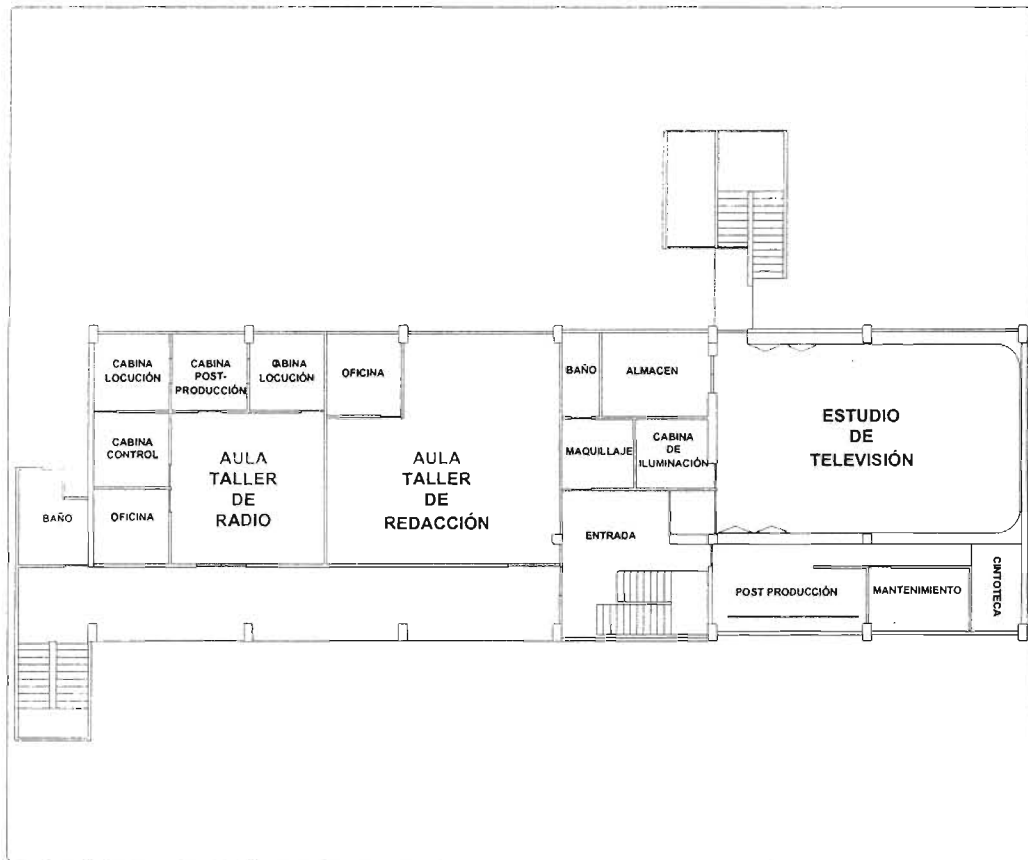 CABINA
LOCUCIÓN
CABINA
POST-
PRODUCCIÓN
CABINA
LOCUCIÓN
OFICINA
BAÑO
ALMACEN
ESTUDIO
DE
TELEVISIÓN
CABINA
CONTROL
AULA
TALLER
DE
RADIO
AULA
TALLER
DE
REDACCIÓN
MAQUILLAJE
CABINA
DE
ILUMINACIÓN
BAÑO
OFICINA
ENTRADA
POST PRODUCCIÓN
MANTENIMIENTO
CINTOTECA